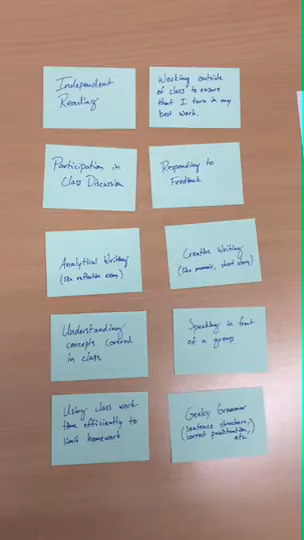 Independent
Reading
Working outside
of class to ensure
that I turn in my
best work.
Participation in
Class Discussion
Responding to
Feedback
Analytical Writing
(like reflective essay)
Creative Writing
(like memoir, short story)
Understanding
concepts covered
in class
Speaking in front
of a group
Using class work-
time efficiently to
limit homework
Geeky Grammar
(sentence structure,
correct punctuation,)
etc.